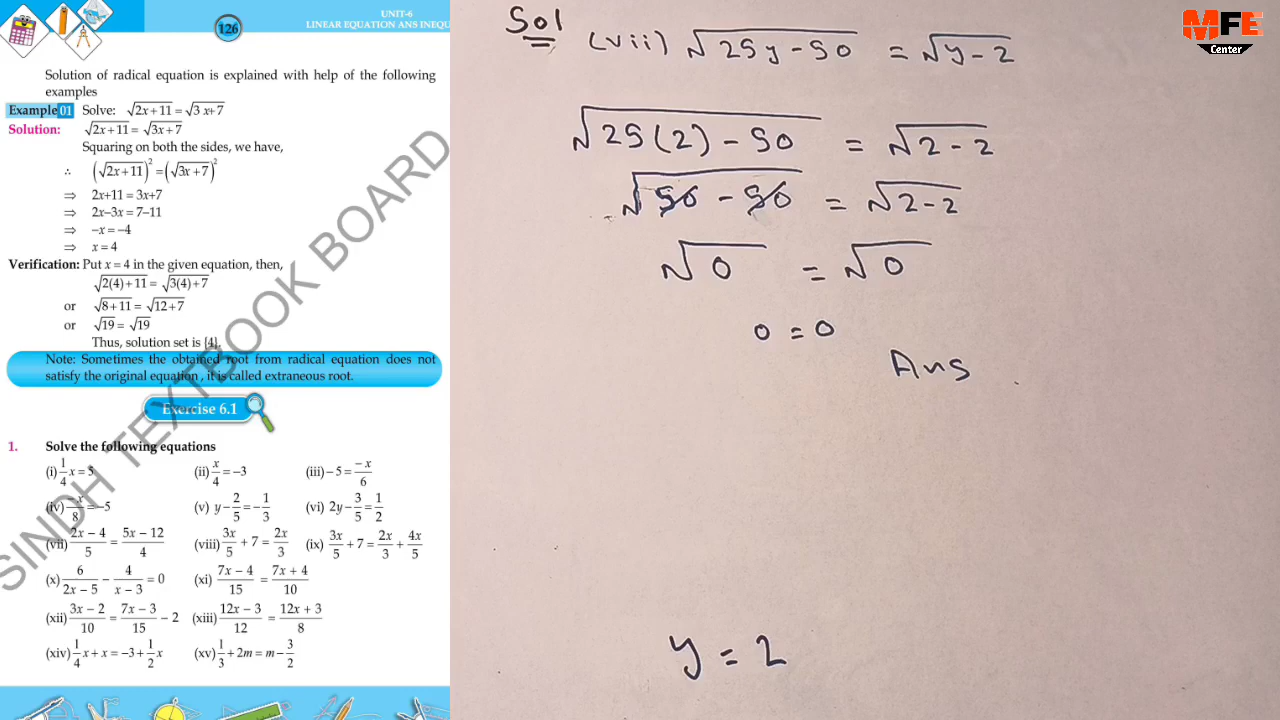 UNIT-6
LINEAR EQUATION ANS INEQ
126
Solution of radical equation is explained with help of the following
examples
Example 01 Solve: √(2x+11) = √(3x+7)
Solution: √(2x+11) = √(3x+7)
Squaring on both the sides, we have,
∴ (√(2x+11))² = (√(3x+7))²
⇒ 2x+11 = 3x+7
⇒ 2x−3x = 7−11
⇒ −x = −4
⇒ x = 4
Verification: Put x = 4 in the given equation, then,
√(2(4)+11) = √(3(4)+7)
or √(8+11) = √(12+7)
or √19 = √19
Thus, solution set is {4}.
Note: Sometimes the obtained root from radical equation does not
satisfy the original equation , it is called extraneous root.
Exercise 6.1
1. Solve the following equations
(i) 1/4 x = 5 (ii) x/4 = −3 (iii) −5 = −x/6
(iv) −x/8 = −5 (v) y − 2/5 = −1/3 (vi) 2y − 3/5 = 1/2
(vii) (2x − 4)/5 = (5x − 12)/4 (viii) 3x/5 + 7 = 2x/3 (ix) 3x/5 + 7 = 2x/3 + 4x/5
(x) 6/(2x − 5) − 4/(x − 3) = 0 (xi) (7x − 4)/15 = (7x + 4)/10
(xii) (3x − 2)/10 = (7x − 3)/15 − 2 (xiii) (12x − 3)/12 = (12x + 3)/8
(xiv) 1/4 x + x = −3 + 1/2 x (xv) 1/3 + 2m = m − 3/2
SINDH TEXTBOOK BOARD
Sol
(vii) √(25y − 50) = √(y − 2)
√(25(2) − 50) = √(2 − 2)
√(50 − 50) = √(2 − 2)
√0 = √0
0 = 0
Ans
y = 2
MFE
Center